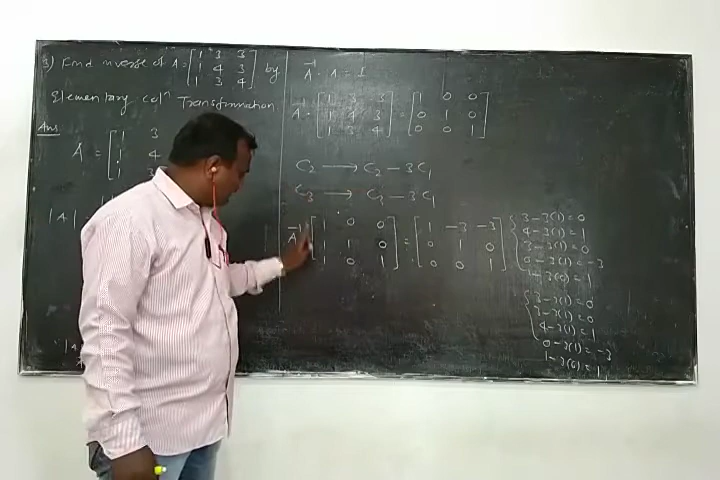 3) Find inverse of A = [1 3 3
1 4 3
1 3 4] by
Elementary colⁿ Transformation
Ans
A = [1 3
1 4
1 3
|A|
A⁻¹ · A = I
A⁻¹ · [1 3 3
1 4 3
1 3 4] = [1 0 0
0 1 0
0 0 1]
C₂ ⟶ C₂ − 3C₁
C₃ ⟶ C₃ − 3C₁
A⁻¹ [1 0 0
1 1 0
1 0 1] = [1 −3 −3
0 1 0
0 0 1]
3−3(1)=0
4−3(1)=1
3−3(1)=0
0−3(1)=−3
1−3(0)=1
3−3(1)=0
3−3(1)=0
4−3(1)=1
0−3(1)=−3
1−3(0)=1